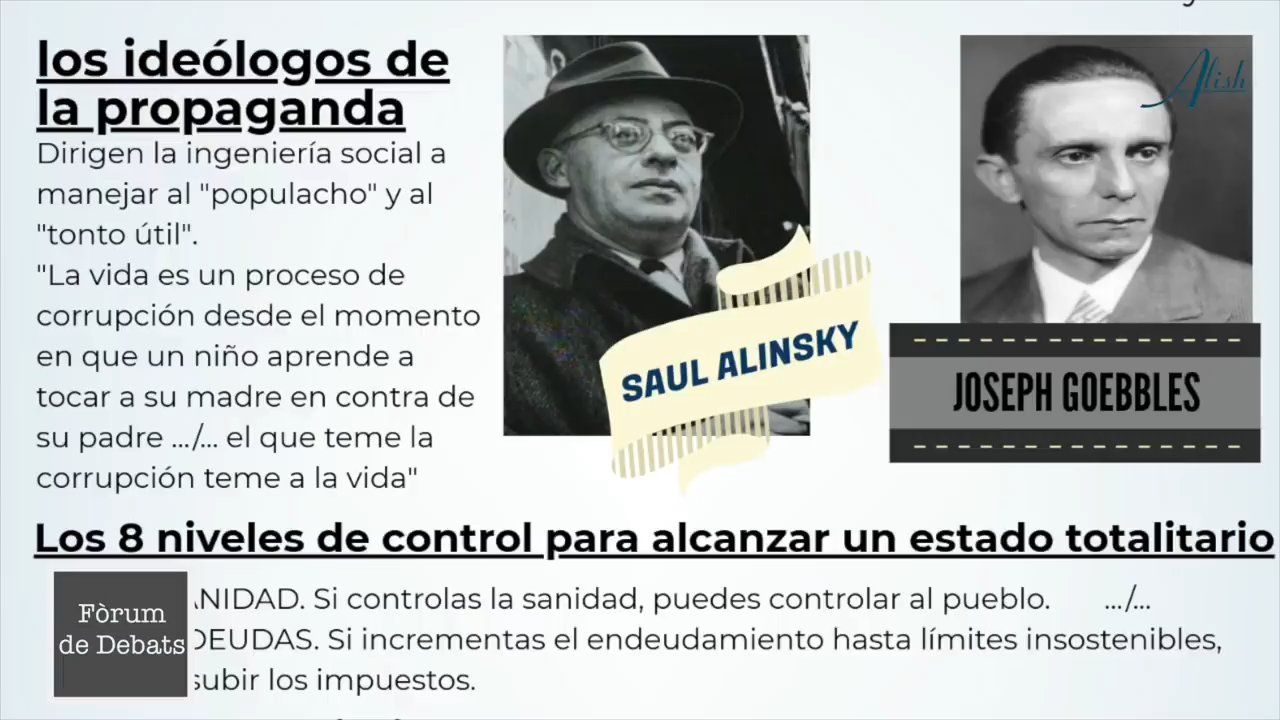 los ideólogos de
la propaganda
Dirigen la ingeniería social a
manejar al "populacho" y al
"tonto útil".
"La vida es un proceso de
corrupción desde el momento
en que un niño aprende a
tocar a su madre en contra de
su padre .../... el que teme la
corrupción teme a la vida"
SAUL ALINSKY
Alish
JOSEPH GOEBBLES
Los 8 niveles de control para alcanzar un estado totalitario
ANIDAD. Si controlas la sanidad, puedes controlar al pueblo. .../...
DEUDAS. Si incrementas el endeudamiento hasta límites insostenibles,
subir los impuestos.
Fòrum
de Debats